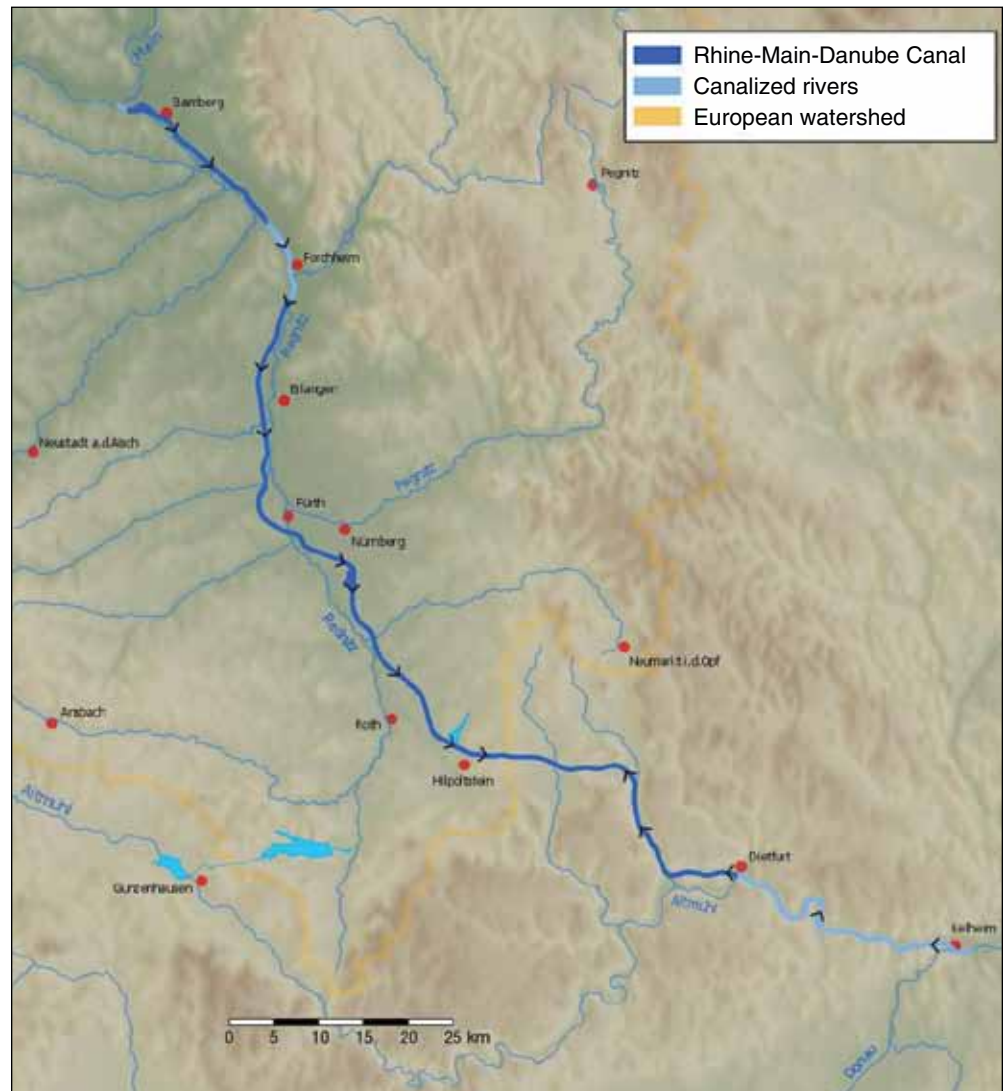 Rhine-Main-Danube Canal
Canalized rivers
European watershed
Main
Bamberg
Pegnitz
Forchheim
Regnitz
Erlangen
Neustadt a.d.Aisch
Pegnitz
Fürth
Nürnberg
Rednitz
Neumarkt i.d.Opf
Ansbach
Roth
Hilpoltstein
Altmühl
Dietfurt
Gunzenhausen
Altmühl
Kelheim
0 5 10 15 20 25 km
Donau